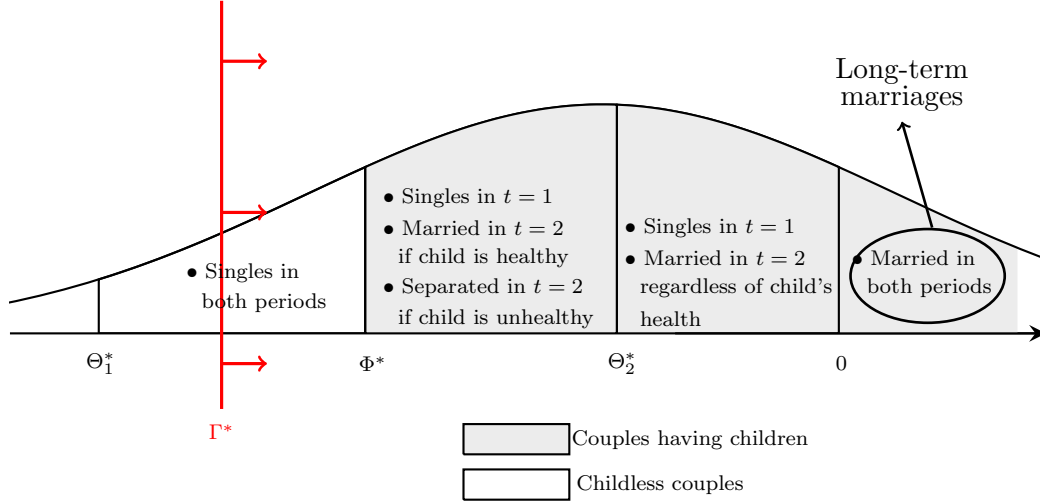 Long-term
marriages
• Singles in t = 1
• Married in t = 2
if child is healthy
• Separated in t = 2
if child is unhealthy
• Singles in t = 1
• Married in t = 2
regardless of child's
health
• Singles in
both periods
• Married in
both periods
Θ₁* Φ* Θ₂* 0
Γ*
Couples having children
Childless couples